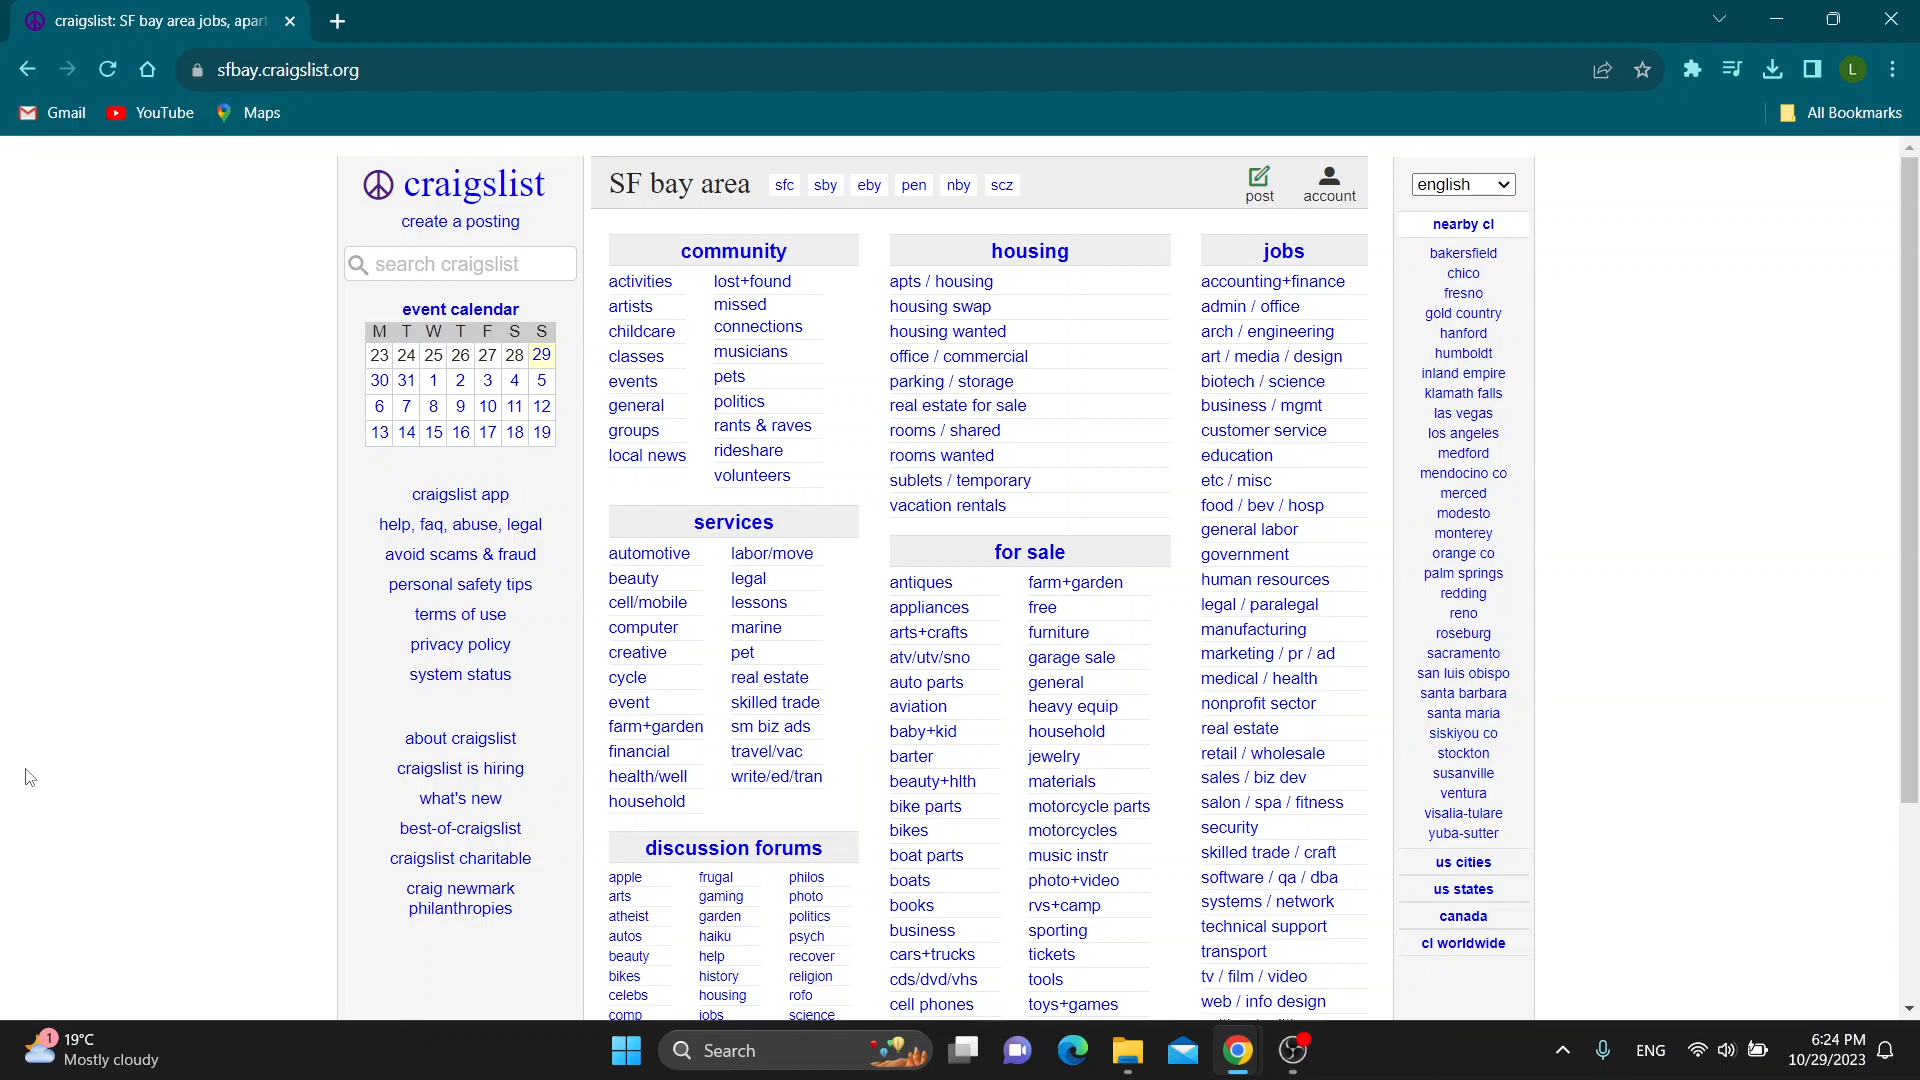 craigslist: SF bay area jobs, apar
sfbay.craigslist.org
L
Gmail
YouTube
Maps
All Bookmarks
craigslist
create a posting
search craigslist
event calendar
M T W T F S S
23 24 25 26 27 28 29
30 31 1 2 3 4 5
6 7 8 9 10 11 12
13 14 15 16 17 18 19
craigslist app
help, faq, abuse, legal
avoid scams & fraud
personal safety tips
terms of use
privacy policy
system status
about craigslist
craigslist is hiring
what's new
best-of-craigslist
craigslist charitable
craig newmark
philanthropies
SF bay area sfc sby eby pen nby scz
post
account
community
activities
artists
childcare
classes
events
general
groups
local news
lost+found
missed
connections
musicians
pets
politics
rants & raves
rideshare
volunteers
services
automotive
beauty
cell/mobile
computer
creative
cycle
event
farm+garden
financial
health/well
household
labor/move
legal
lessons
marine
pet
real estate
skilled trade
sm biz ads
travel/vac
write/ed/tran
discussion forums
apple
arts
atheist
autos
beauty
bikes
celebs
comp
frugal
gaming
garden
haiku
help
history
housing
jobs
philos
photo
politics
psych
recover
religion
rofo
science
housing
apts / housing
housing swap
housing wanted
office / commercial
parking / storage
real estate for sale
rooms / shared
rooms wanted
sublets / temporary
vacation rentals
for sale
antiques
appliances
arts+crafts
atv/utv/sno
auto parts
aviation
baby+kid
barter
beauty+hlth
bike parts
bikes
boat parts
boats
books
business
cars+trucks
cds/dvd/vhs
cell phones
farm+garden
free
furniture
garage sale
general
heavy equip
household
jewelry
materials
motorcycle parts
motorcycles
music instr
photo+video
rvs+camp
sporting
tickets
tools
toys+games
jobs
accounting+finance
admin / office
arch / engineering
art / media / design
biotech / science
business / mgmt
customer service
education
etc / misc
food / bev / hosp
general labor
government
human resources
legal / paralegal
manufacturing
marketing / pr / ad
medical / health
nonprofit sector
real estate
retail / wholesale
sales / biz dev
salon / spa / fitness
security
skilled trade / craft
software / qa / dba
systems / network
technical support
transport
tv / film / video
web / info design
english
nearby cl
bakersfield
chico
fresno
gold country
hanford
humboldt
inland empire
klamath falls
las vegas
los angeles
medford
mendocino co
merced
modesto
monterey
orange co
palm springs
redding
reno
roseburg
sacramento
san luis obispo
santa barbara
santa maria
siskiyou co
stockton
susanville
ventura
visalia-tulare
yuba-sutter
us cities
us states
canada
cl worldwide
1
19°C
Mostly cloudy
Search
ENG
6:24 PM
10/29/2023